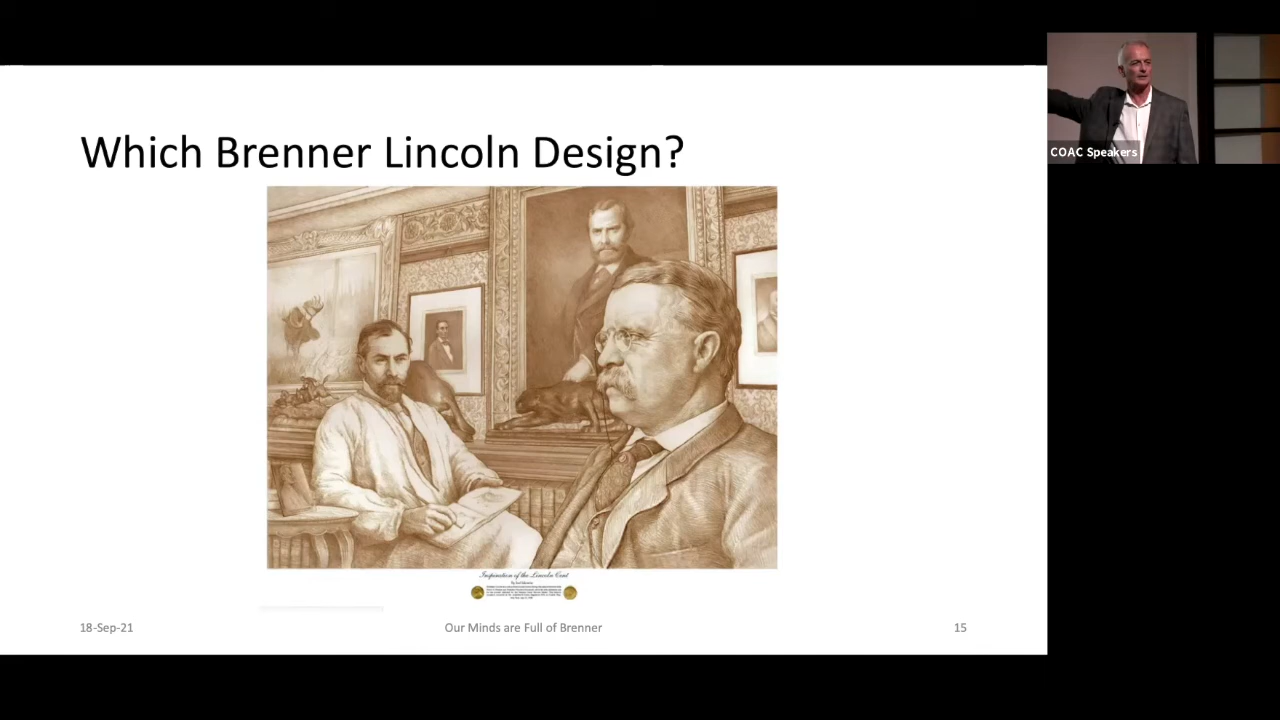 Which Brenner Lincoln Design?
COAC Speakers
Inspiration of the Lincoln Cent
18-Sep-21
Our Minds are Full of Brenner
15